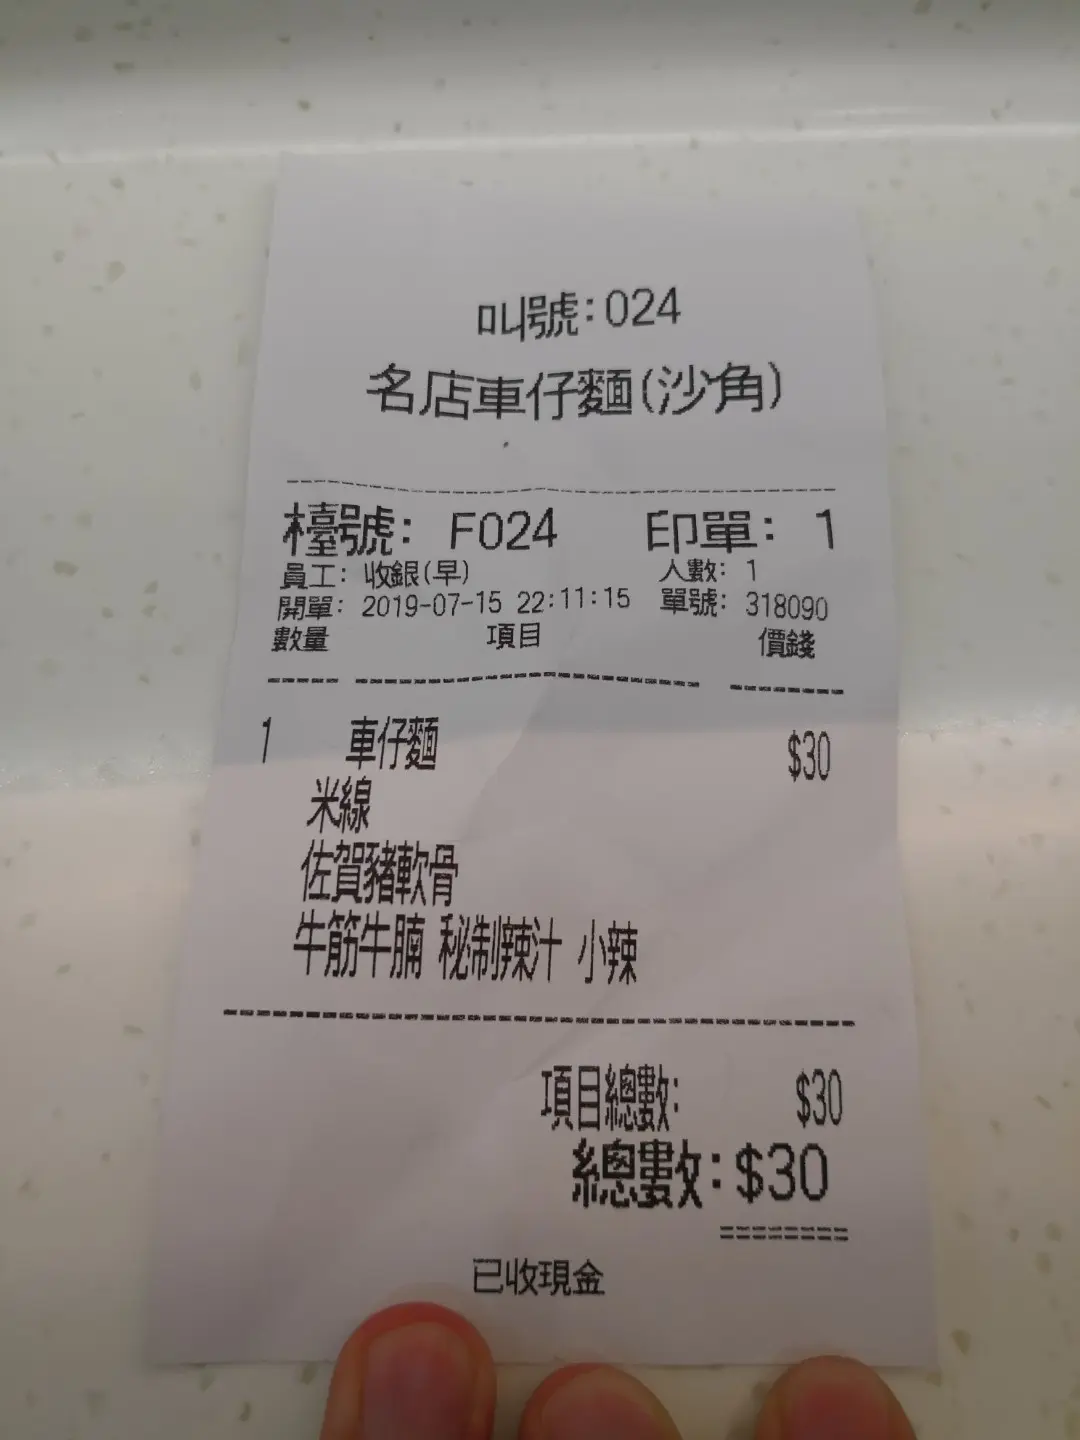 叫號:024
名店車仔麵(沙角)
檯號: F024 印單: 1
員工: 收銀(早) 人數: 1
開單: 2019-07-15 22:11:15 單號: 318090
數量 項目 價錢
1 車仔麵 $30
米線
佐賀豬軟骨
牛筋牛腩 秘制辣汁 小辣
項目總數: $30
總數:$30
已收現金